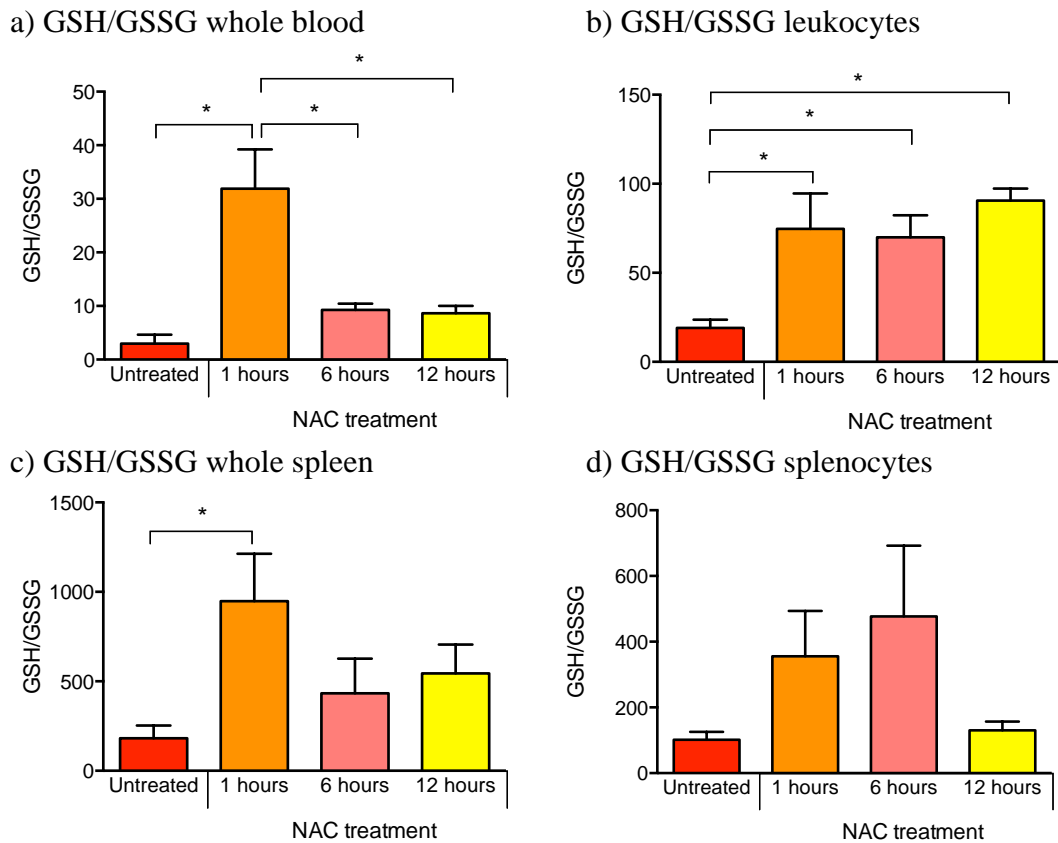 a) GSH/GSSG whole blood
GSH/GSSG
50
40
30
20
10
0
*
*
*
Untreated 1 hours 6 hours 12 hours
NAC treatment
b) GSH/GSSG leukocytes
GSH/GSSG
150
100
50
0
*
*
*
Untreated 1 hours 6 hours 12 hours
NAC treatment
c) GSH/GSSG whole spleen
GSH/GSSG
1500
1000
500
0
*
Untreated 1 hours 6 hours 12 hours
NAC treatment
d) GSH/GSSG splenocytes
GSH/GSSG
800
600
400
200
0
Untreated 1 hours 6 hours 12 hours
NAC treatment